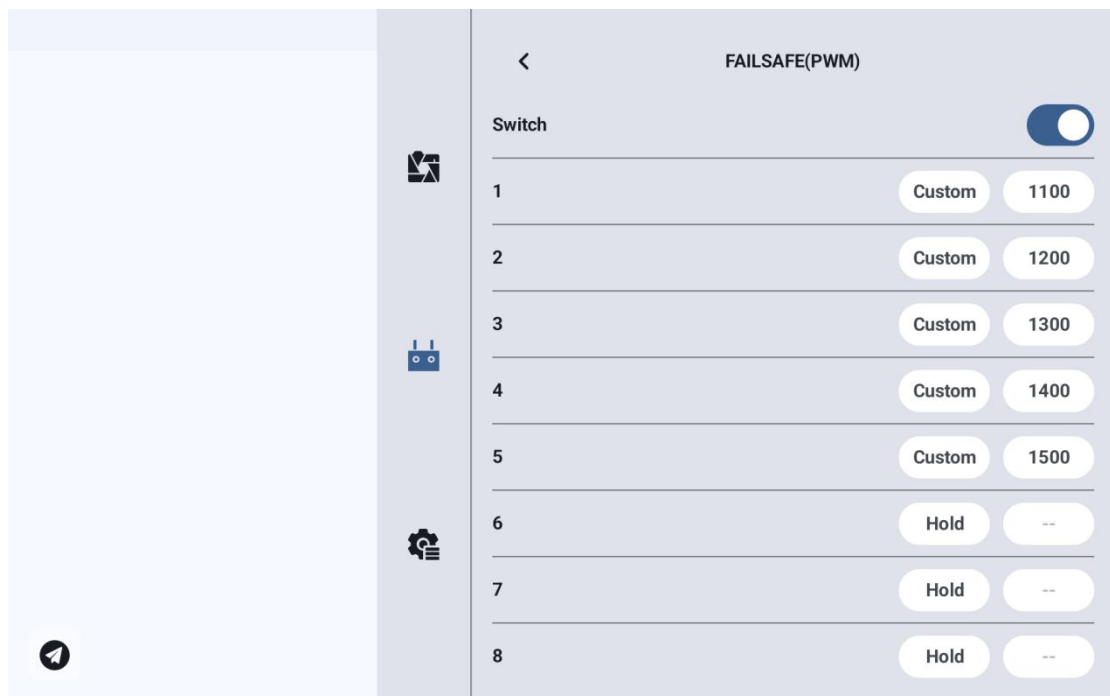 FAILSAFE(PWM)
Switch
1 Custom 1100
2 Custom 1200
3 Custom 1300
4 Custom 1400
5 Custom 1500
6 Hold --
7 Hold --
8 Hold --